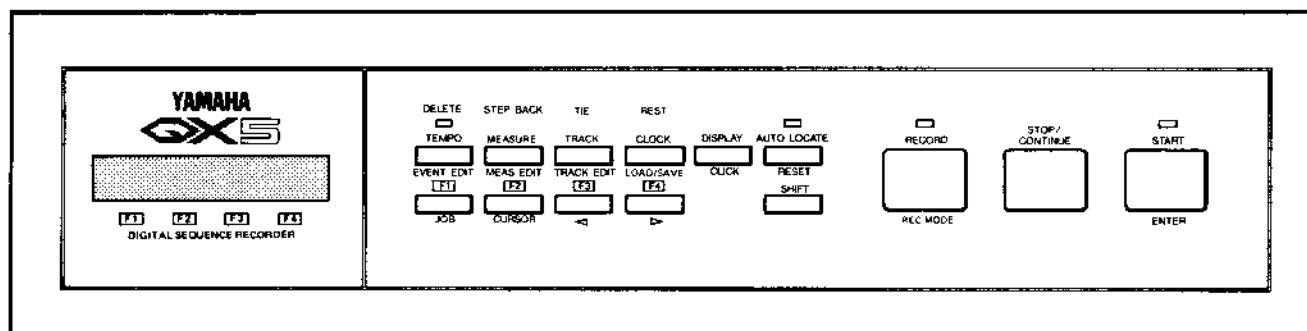 YAMAHA
QX5
F1 F2 F3 F4
DIGITAL SEQUENCE RECORDER
DELETE STEP BACK TIE REST
TEMPO MEASURE TRACK CLOCK DISPLAY AUTO LOCATE
EVENT EDIT MEAS EDIT TRACK EDIT LOAD/SAVE CLICK RESET
F1 F2 F3 F4 SHIFT
JOB CURSOR ◁ ▷
RECORD
REC MODE
STOP/
CONTINUE
START
ENTER